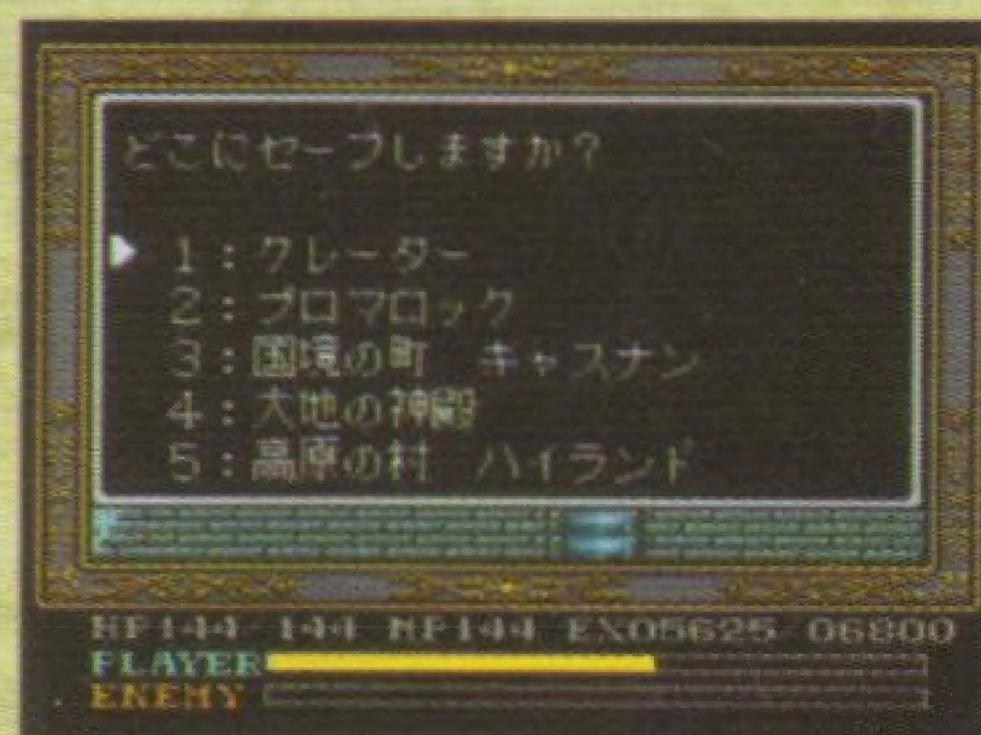 どこにセーブしますか？
1：クレーター
2：プロマロック
3：国境の町　キャスナン
4：大地の神殿
5：高原の村　ハイランド
HP144 144 MP144 EX05625 06800
PLAYER
ENEMY